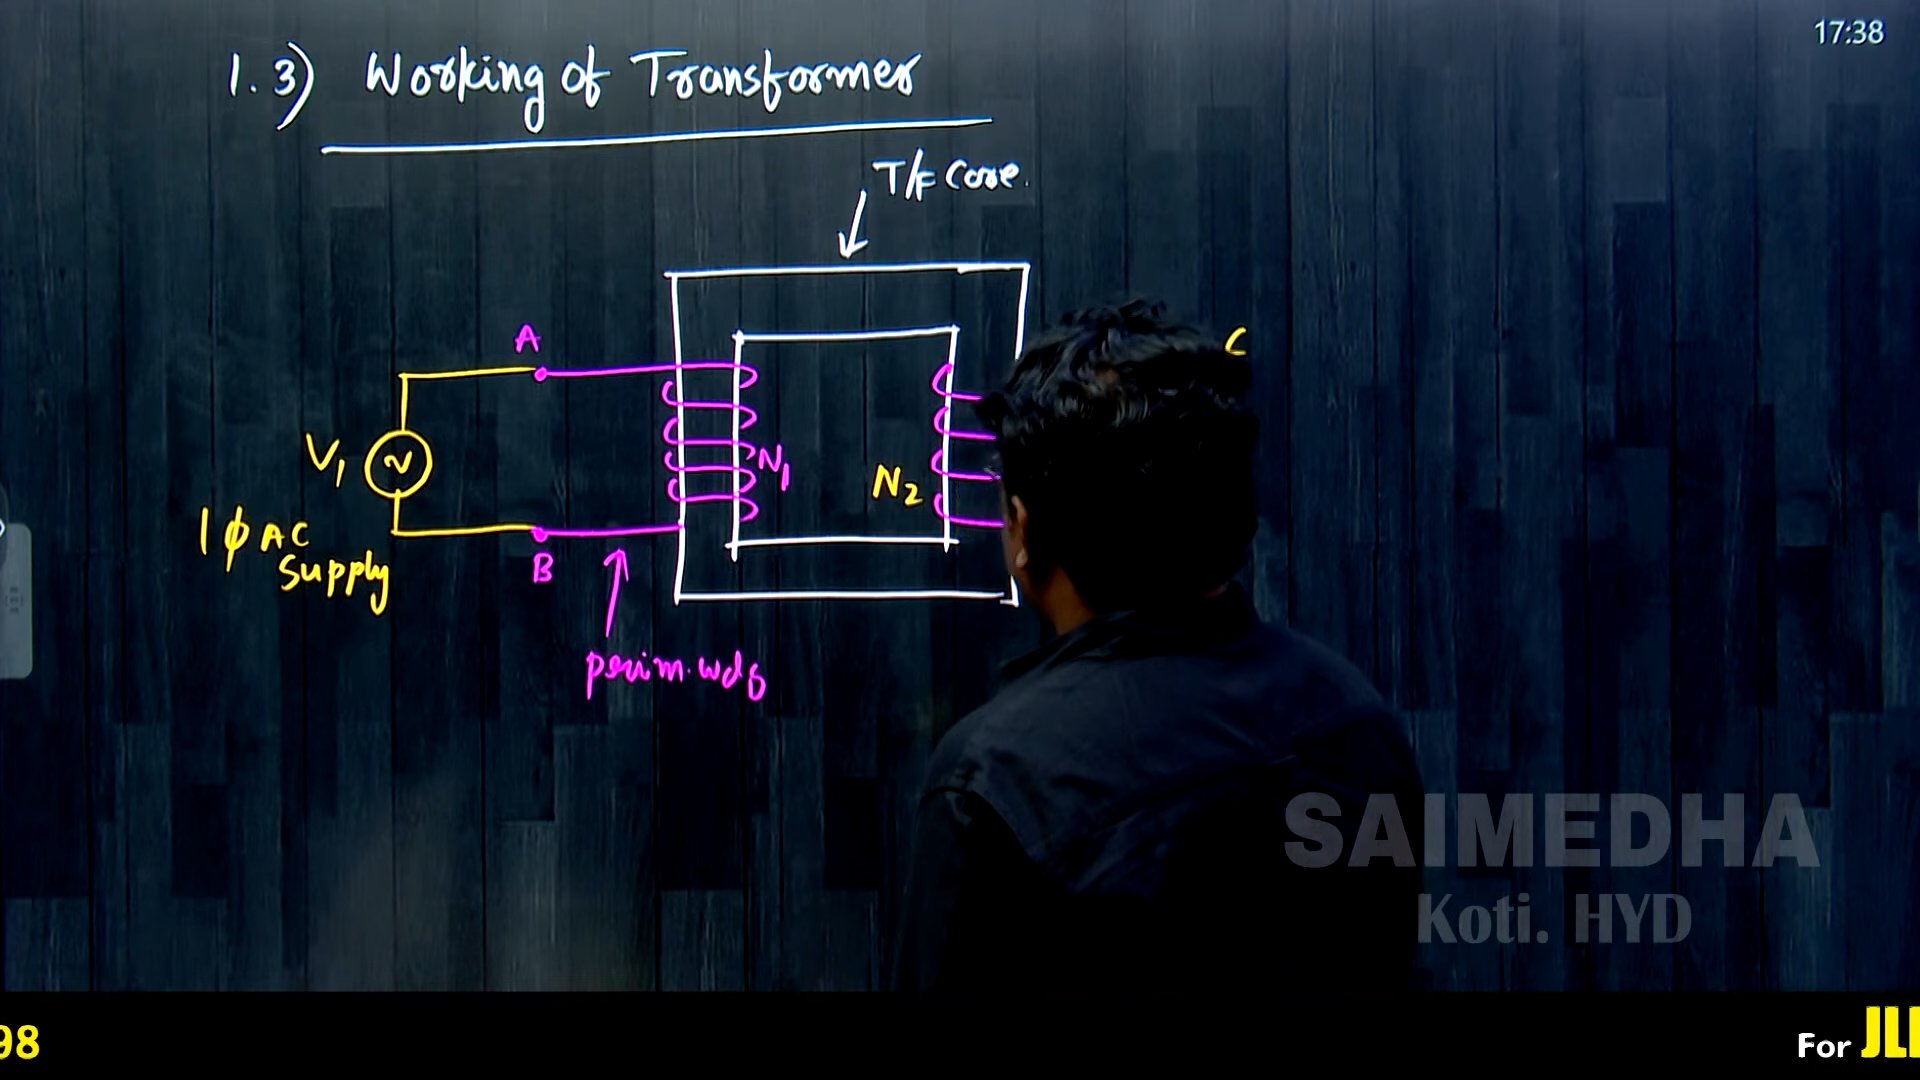 17:38
1.3) Working of Transformer
T/F Core.
A
C
V1
N1
N2
1ϕ AC
Supply
B
prim. wdg
SAIMEDHA
Koti. HYD
98
For JLI